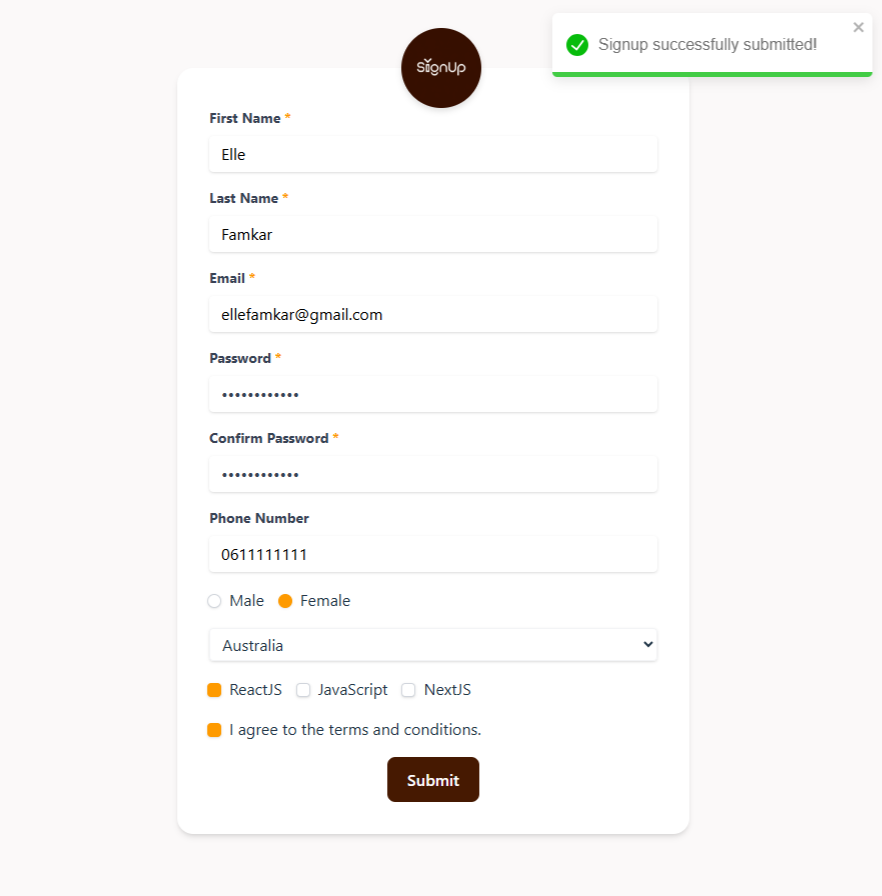 SignUp
Signup successfully submitted!
First Name *
Elle
Last Name *
Famkar
Email *
ellefamkar@gmail.com
Password *
••••••••••••
Confirm Password *
••••••••••••
Phone Number
0611111111
Male Female
Australia
ReactJS JavaScript NextJS
I agree to the terms and conditions.
Submit